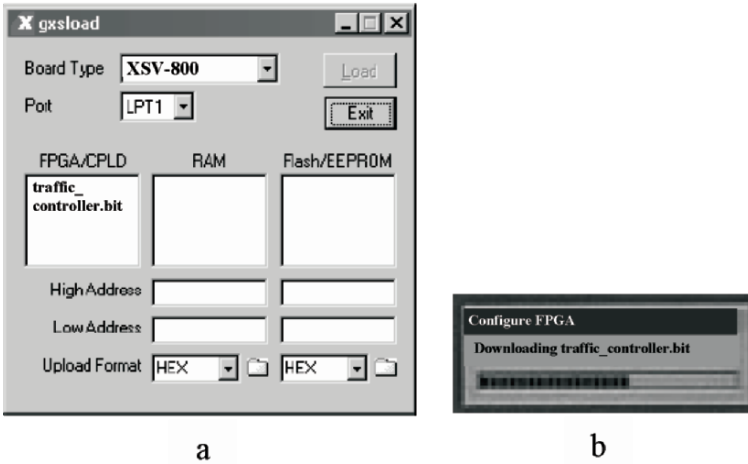 X gxsload
Board Type XSV-800
Load
Port LPT1
Exit
FPGA/CPLD RAM Flash/EEPROM
traffic_
controller.bit
High Address
Low Address
Upload Format HEX HEX
Configure FPGA
Downloading traffic_controller.bit
a b